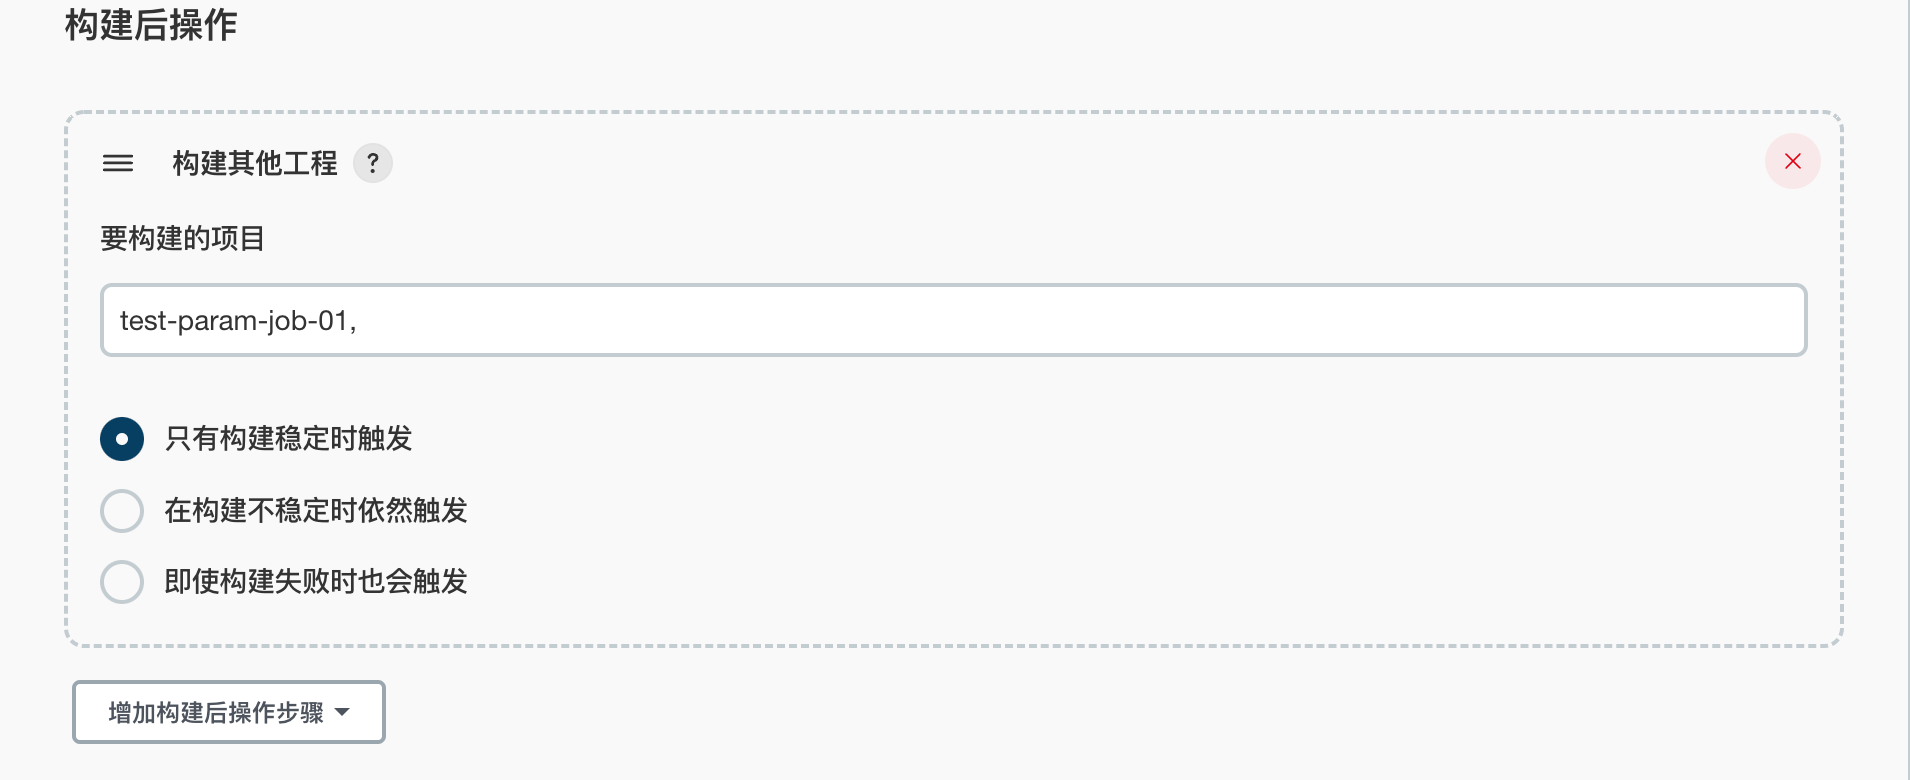 构建后操作
构建其他工程 ?
要构建的项目
test-param-job-01,
只有构建稳定时触发
在构建不稳定时依然触发
即使构建失败时也会触发
增加构建后操作步骤